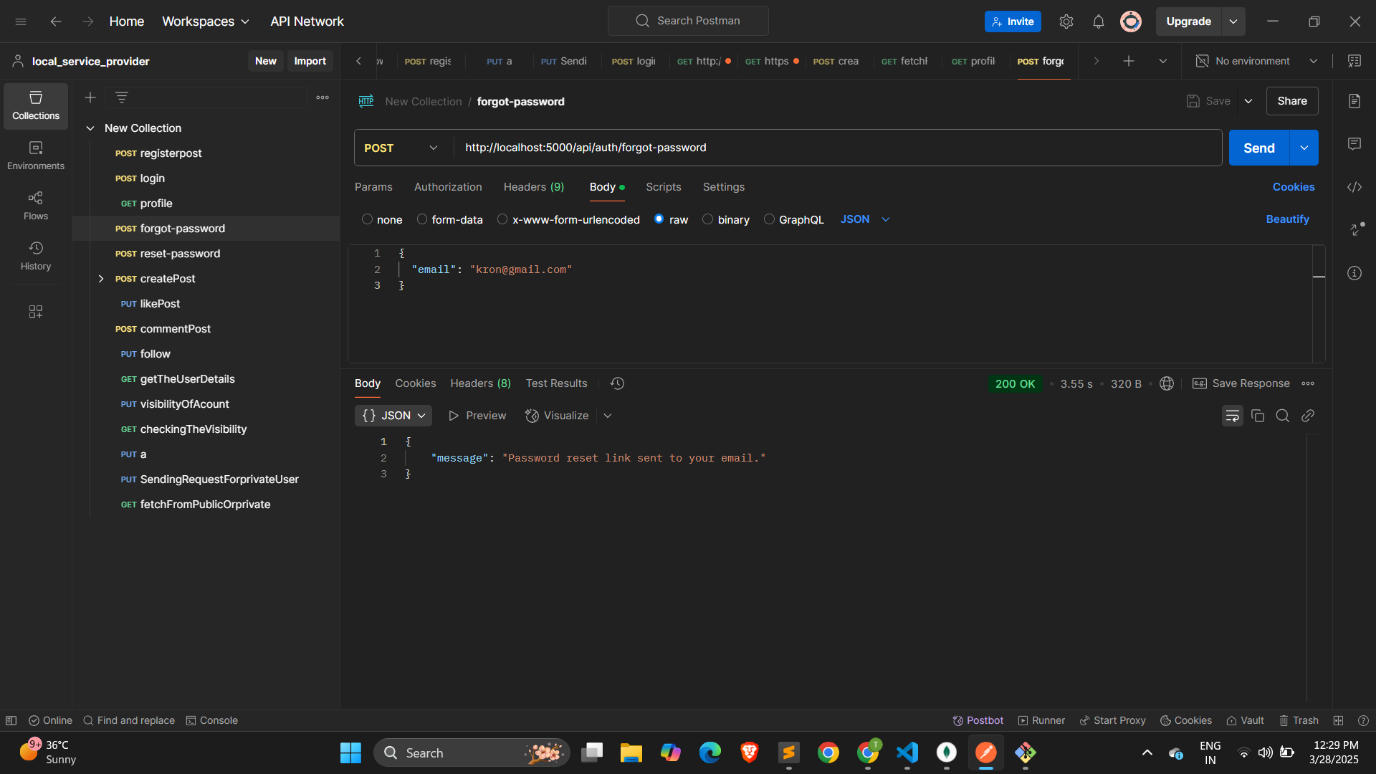 Home Workspaces API Network
Search Postman
Invite
Upgrade
local_service_provider
New Import
POST regis
PUT a
PUT Sendi
POST login
GET http:/
GET https
POST crea
GET fetchF
GET profil
POST forgo
No environment
Collections
Environments
Flows
History
New Collection
POST registerpost
POST login
GET profile
POST forgot-password
POST reset-password
POST createPost
PUT likePost
POST commentPost
PUT follow
GET getTheUserDetails
PUT visibilityOfAcount
GET checkingTheVisibility
PUT a
PUT SendingRequestForprivateUser
GET fetchFromPublicOrprivate
HTTP New Collection / forgot-password
Save Share
POST http://localhost:5000/api/auth/forgot-password
Send
Params Authorization Headers (9) Body Scripts Settings
Cookies
none form-data x-www-form-urlencoded raw binary GraphQL JSON
Beautify
1 {
2 "email": "kron@gmail.com"
3 }
Body Cookies Headers (8) Test Results
200 OK • 3.55 s • 320 B
e.g. Save Response
{} JSON Preview Visualize
1 {
2 "message": "Password reset link sent to your email."
3 }
Online Find and replace Console
Postbot Runner Start Proxy Cookies Vault Trash
9+ 36°C
Sunny
Search
T
ENG
IN
12:29 PM
3/28/2025